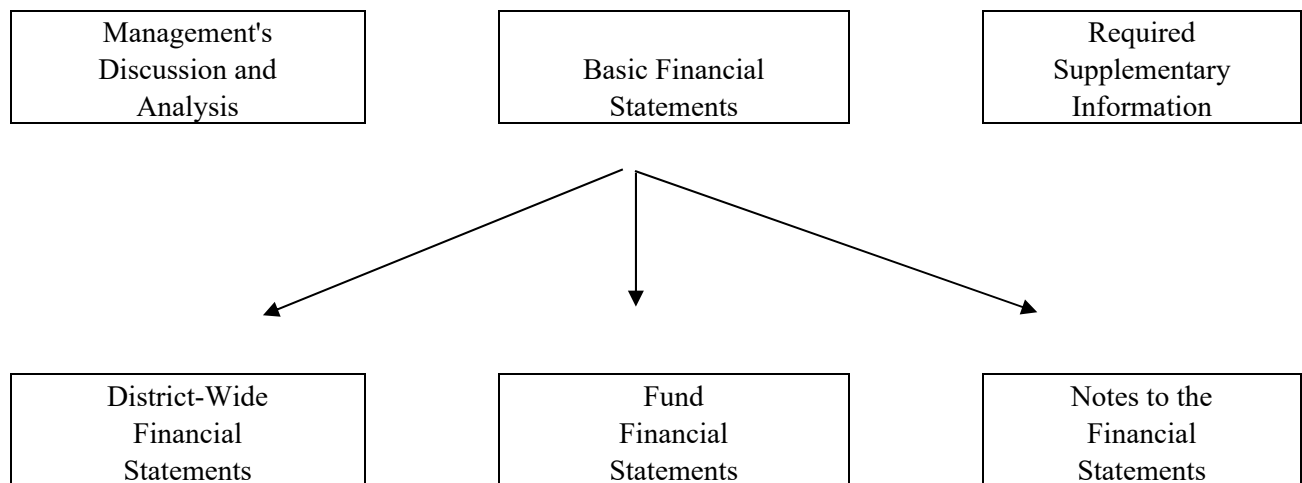 Management's
Discussion and
Analysis
Basic Financial
Statements
Required
Supplementary
Information
District-Wide
Financial
Statements
Fund
Financial
Statements
Notes to the
Financial
Statements